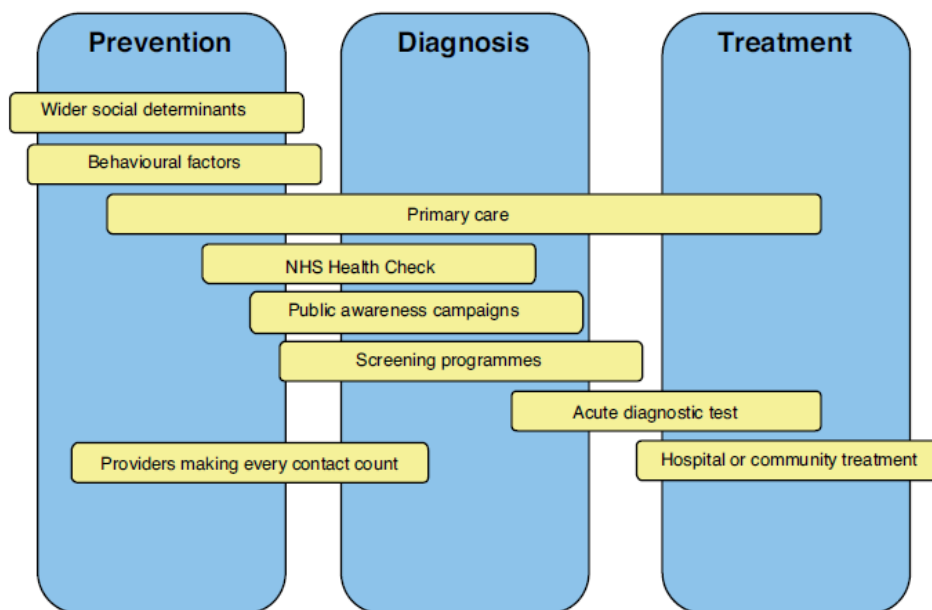 Prevention
Diagnosis
Treatment
Wider social determinants
Behavioural factors
Primary care
NHS Health Check
Public awareness campaigns
Screening programmes
Acute diagnostic test
Providers making every contact count
Hospital or community treatment